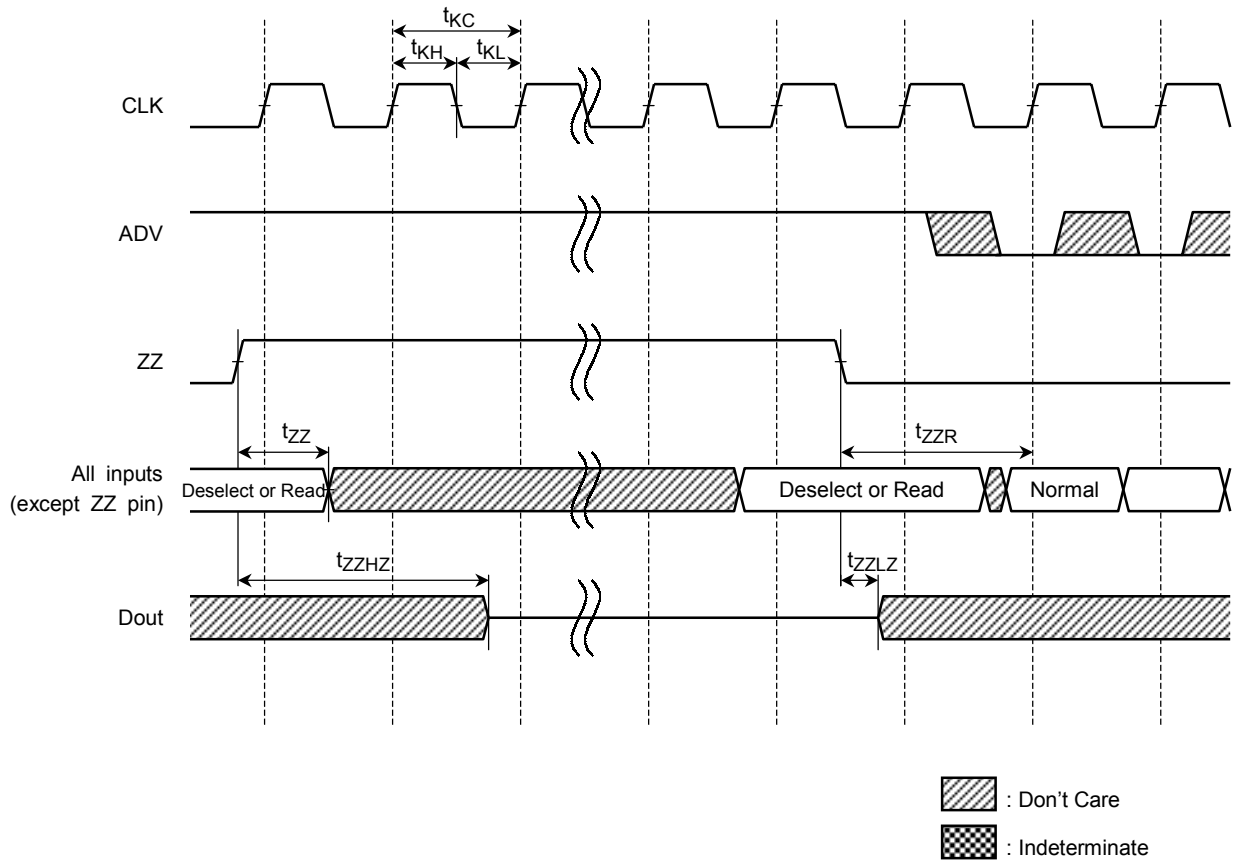 tKC
tKH tKL
CLK
ADV
ZZ
tZZ
tZZR
All inputs
(except ZZ pin)
Deselect or Read
Deselect or Read
Normal
tZZHZ
tZZLZ
Dout
: Don't Care
: Indeterminate